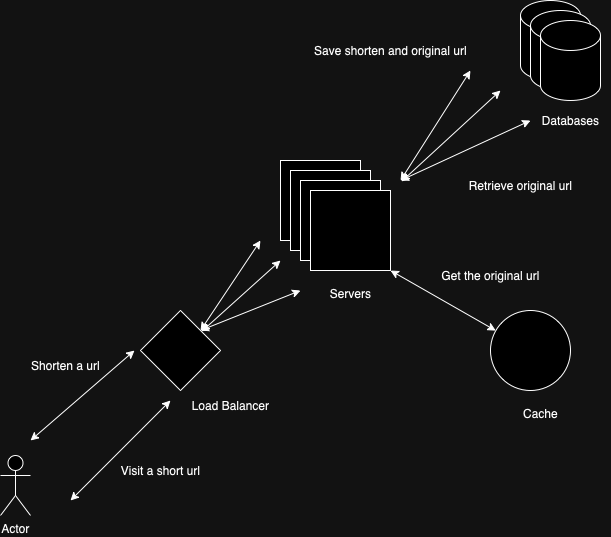 Save shorten and original url
Databases
Retrieve original url
Get the original url
Servers
Shorten a url
Load Balancer
Cache
Visit a short url
Actor